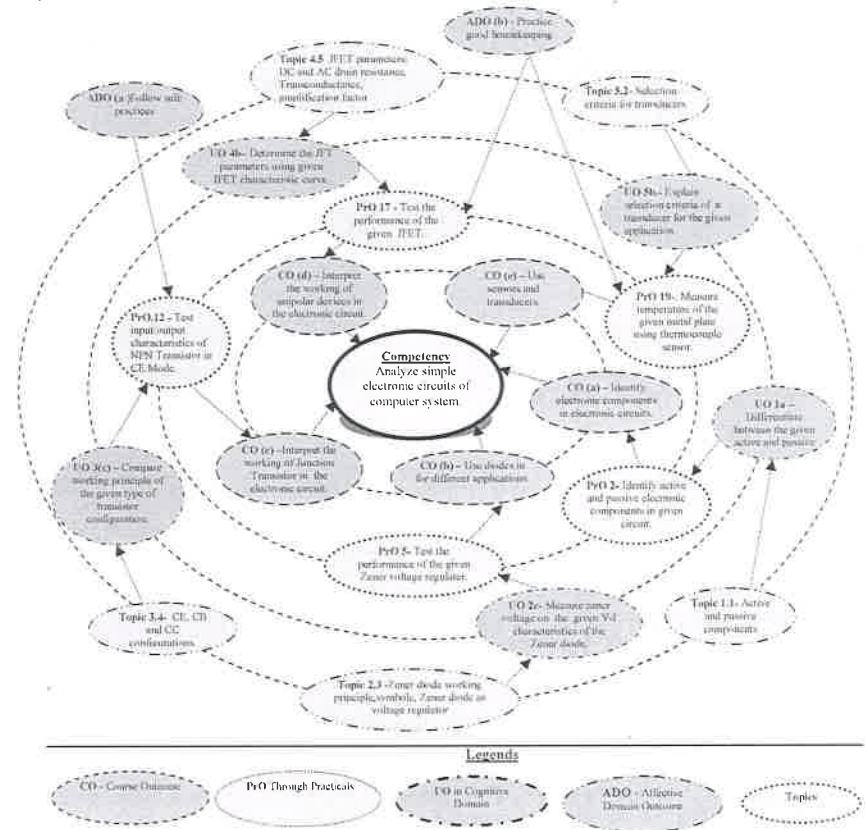 ADO (b) - Practice
good housekeeping
Topic 4.5 JFET parameters:
DC and AC drain resistance,
Transconductance,
amplification factor
Topic 5.2- Selection
criteria for transducers.
ADO (a )Follow safe
practices
UO 4b- Determine the JFT
parameters using given
JFET characteristic curve.
UO 5b- Explain
selection criteria of a
transducer for the given
application.
PrO 17 - Test the
performance of the
given JFET.
CO (d) – Interpret
the working of
unipolar devices in
the electronic circuit.
CO (e) – Use
sensors and
transducers.
PrO 19-. Measure
temperature of the
given metal plate
using thermocouple
sensor.
PrO.12 - Test
input/output
characteristics of
NPN Transistor in
CE Mode.
Competency
Analyze simple
electronic circuits of
computer system.
CO (a) – Identify
electronic components
in electronic circuits.
UO 1a –
Differentiate
between the given
active and passive
CO (c) –Interpret the
working of Junction
Transistor in the
electronic circuit.
CO (b) – Use diodes in
for different applications
UO 3(c) – Compare
working principle of
the given type of
transistor
configuration.
PrO 2- Identify active
and passive electronic
components in given
circuit.
PrO 5- Test the
performance of the given
Zener voltage regulator.
Topic 3.4- CE, CB
and CC
configurations.
UO 2c- Measure zener
voltage on the given V-I
characteristics of the
Zener diode.
Topic 1.1- Active
and passive
components
Topic 2.3 -Zener diode working
principle,symbols, Zener diode as
voltage regulator
Legends
CO - Course Outcome
PrO Through Practicals
UO in Cognitive
Domain
ADO - Affective
Domain Outcome
Topics